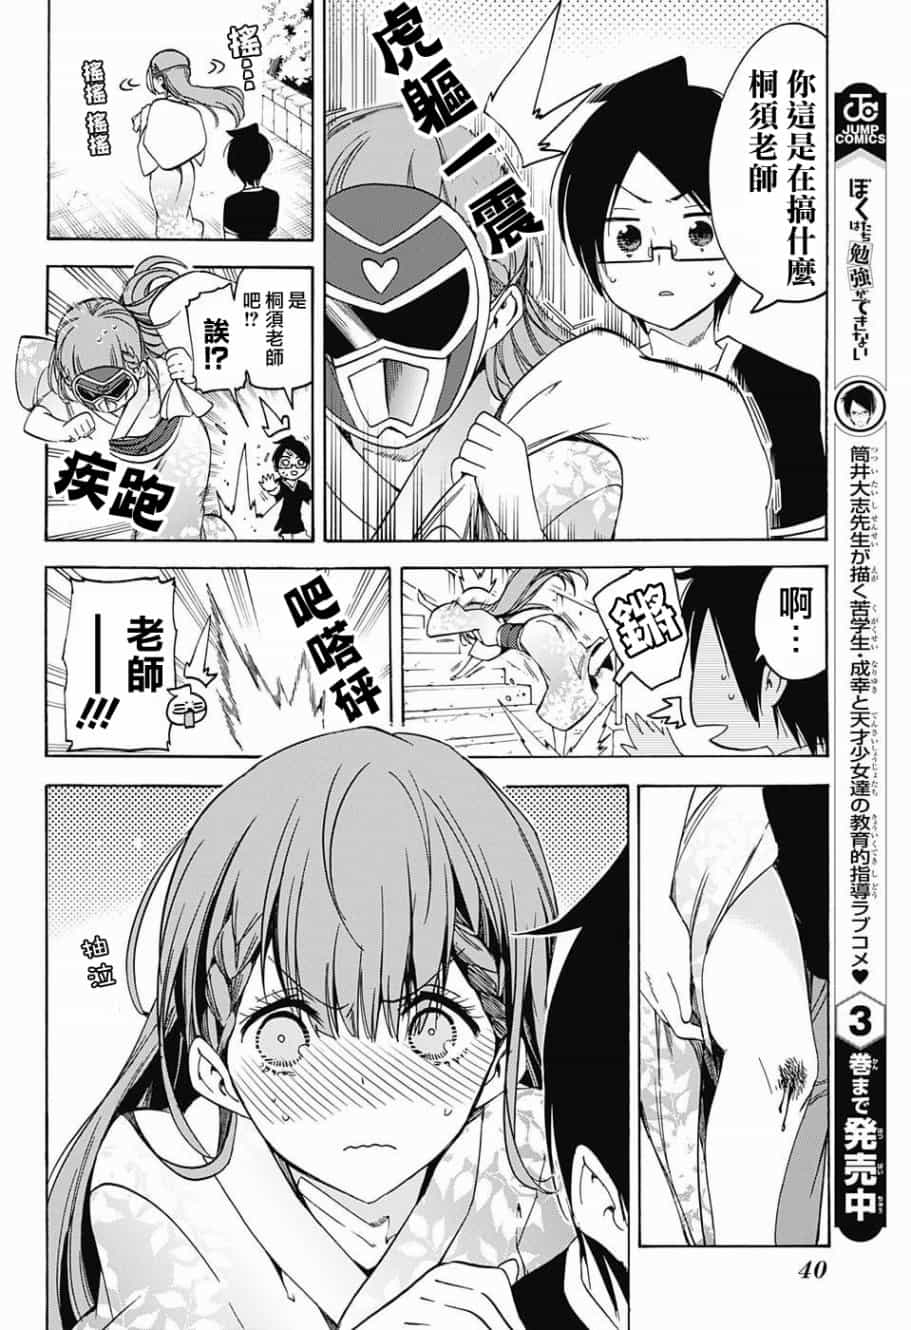 你這是在搞什麼
桐須老師
虎軀一震
搖…
搖搖搖搖
是
桐須老師
吧!?
誒!?
疾跑
啊…
鏘
吧嗒砰
老師
——!!!
抽泣
JUMP
COMICS
ぼくたちは勉強ができない
筒井大志先生が描く苦学生・成幸と天才少女達の教育的指導ラブコメ♥
3
巻まで発売中
40